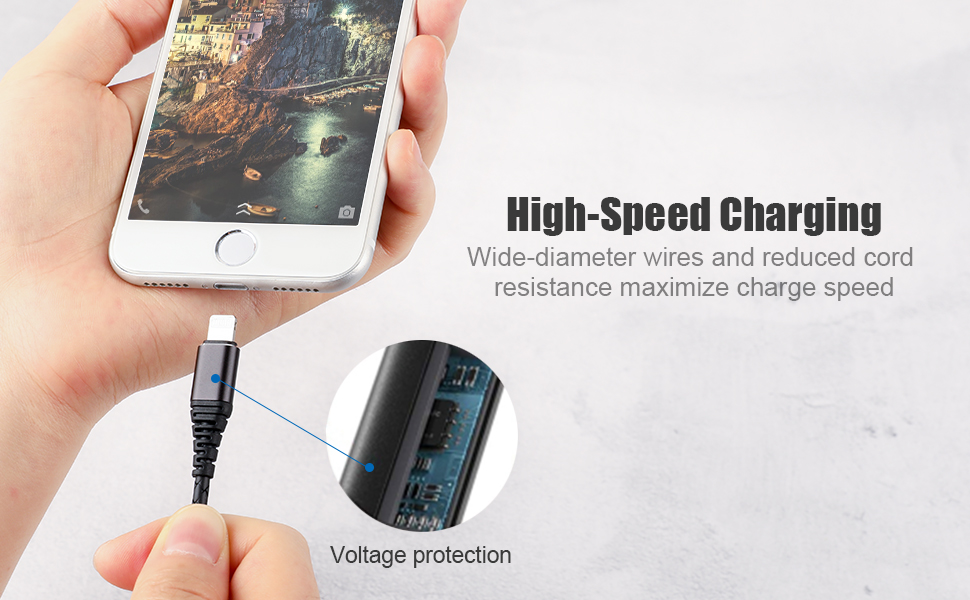 High-Speed Charging
Wide-diameter wires and reduced cord
resistance maximize charge speed
Voltage protection